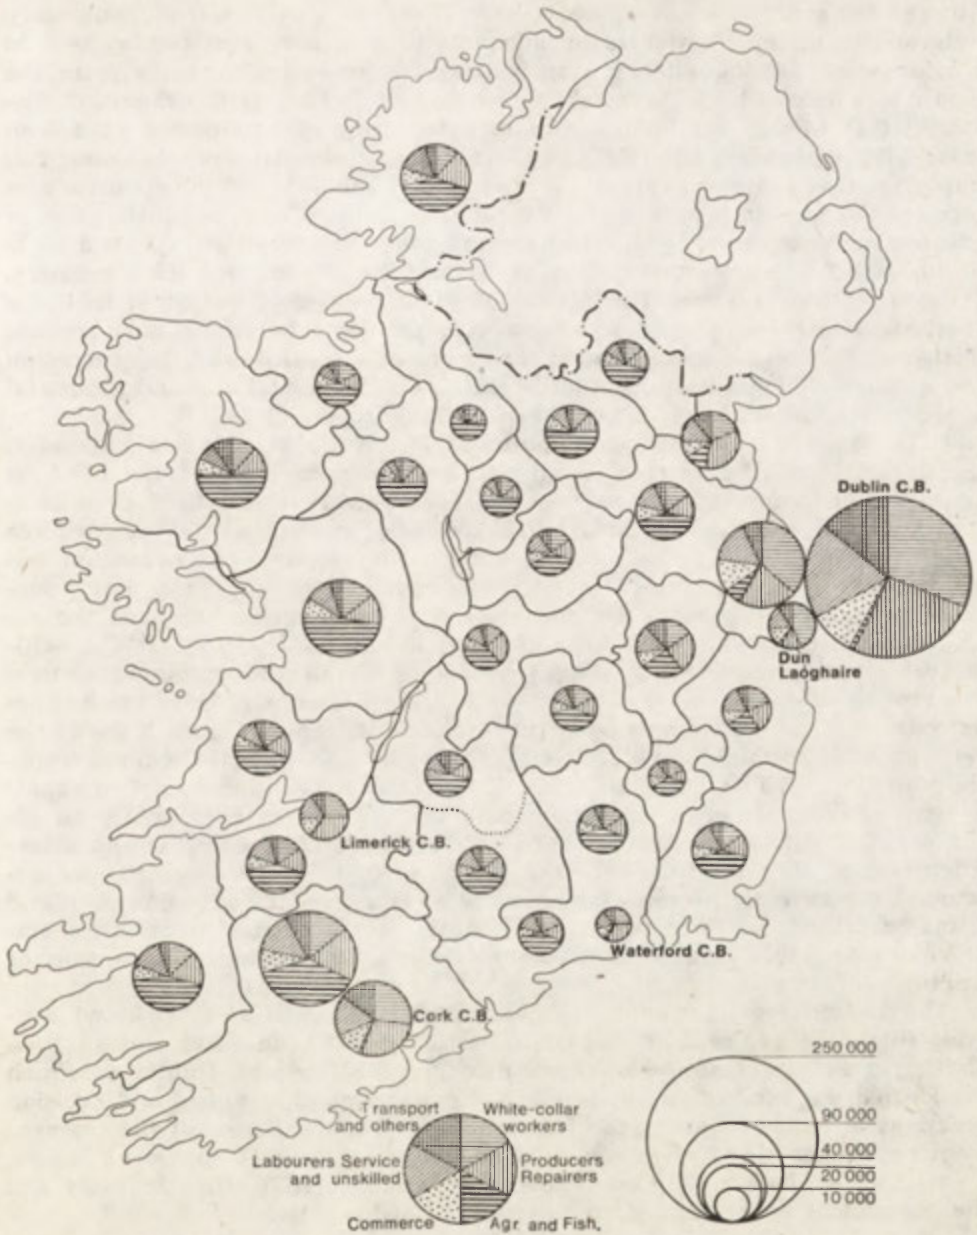 Dublin C.B.
Dun
Laoghaire
Limerick C.B.
Waterford C.B.
Cork C.B.
Transport
and others
White-collar
workers
Labourers Service
and unskilled
Producers
Repairers
Commerce
Agr. and Fish.
250 000
90 000
40 000
20 000
10 000